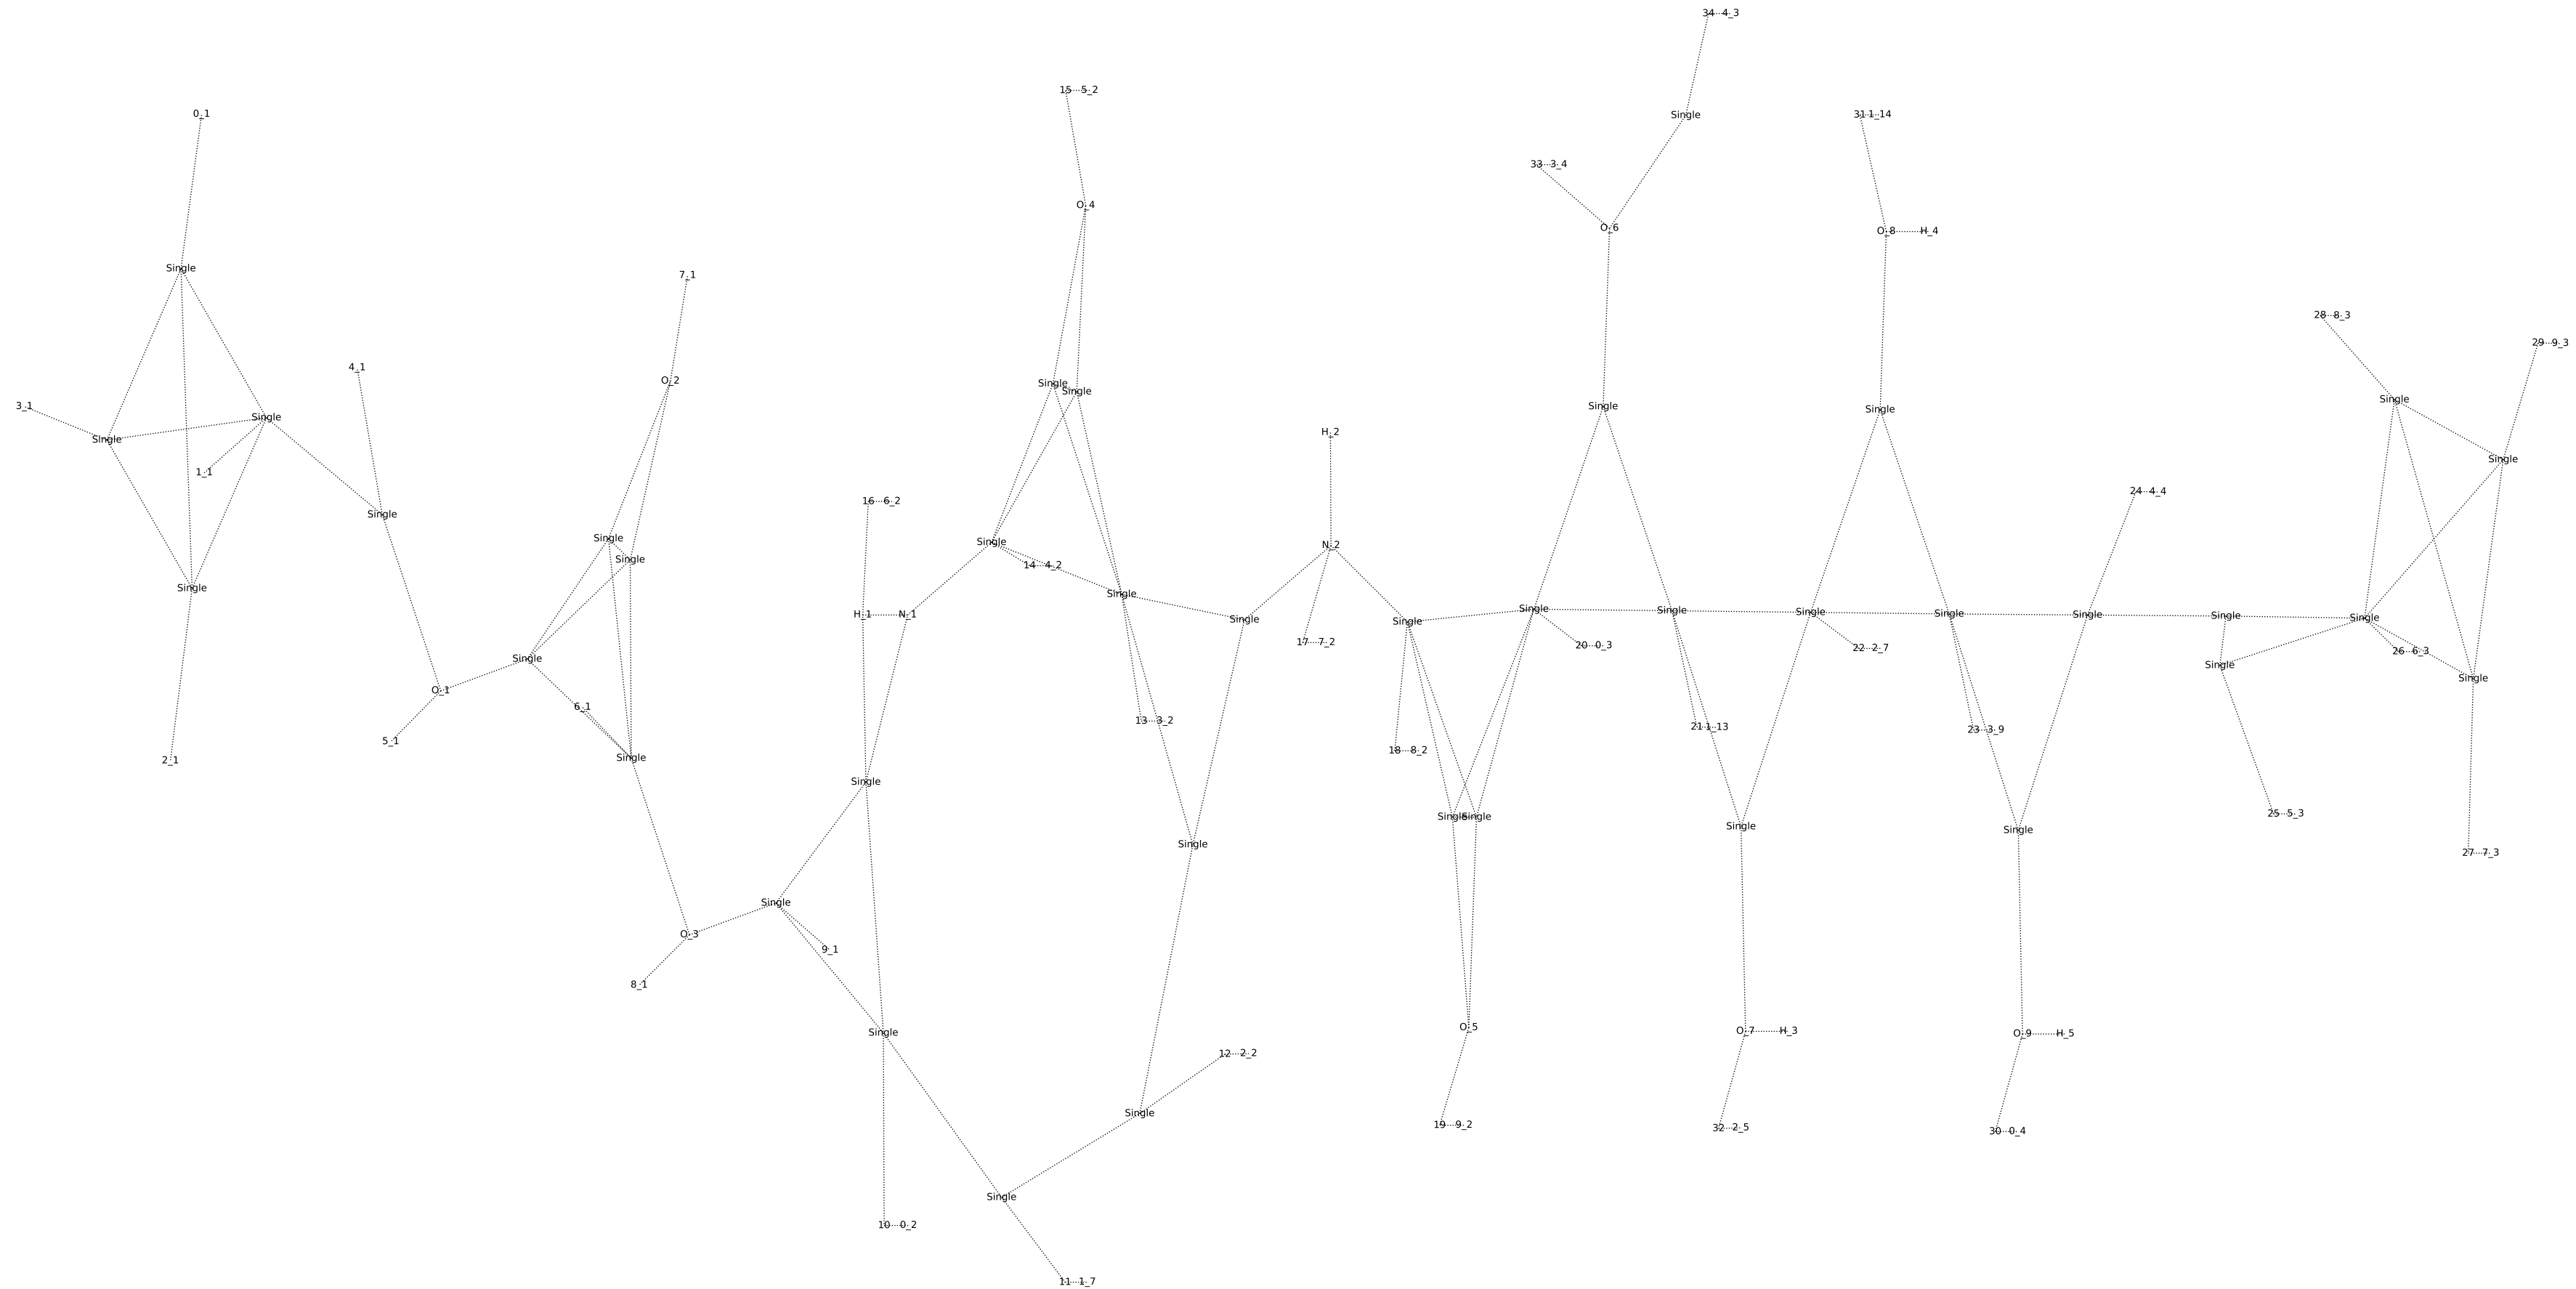 34 4_3
15 5_2
0_1
Single
31 1_14
33 3_4
O_4
O_6
O_8 H_4
Single
7_1
28 8_3
29 9_3
4_1
O_2
Single
Single
Single
3_1
Single
Single
Single
Single
H_2
SIngle
Single
1_1
24 4_4
16 6_2
Single
Single
Single
N_2
Single
14 4_2
Single
Single
Single
Single
Single
Single
Single
H_1 N_1
Single
Single
Single
Single
Single
17 7_2
20 0_3
22 2_7
26 6_3
Single
Single
Single
O_1
6_1
13 3_2
21 1_13
23 3_9
5_1
18 8_2
Single
2_1
Single
25 5_3
Single Single
Single
Single
Single
27 7_3
Single
O_3
9_1
8_1
O_5
O_7 H_3
Single
O_9 H_5
12 2_2
Single
19 9_2
32 2_5
30 0_4
Single
10 0_2
11 1_7